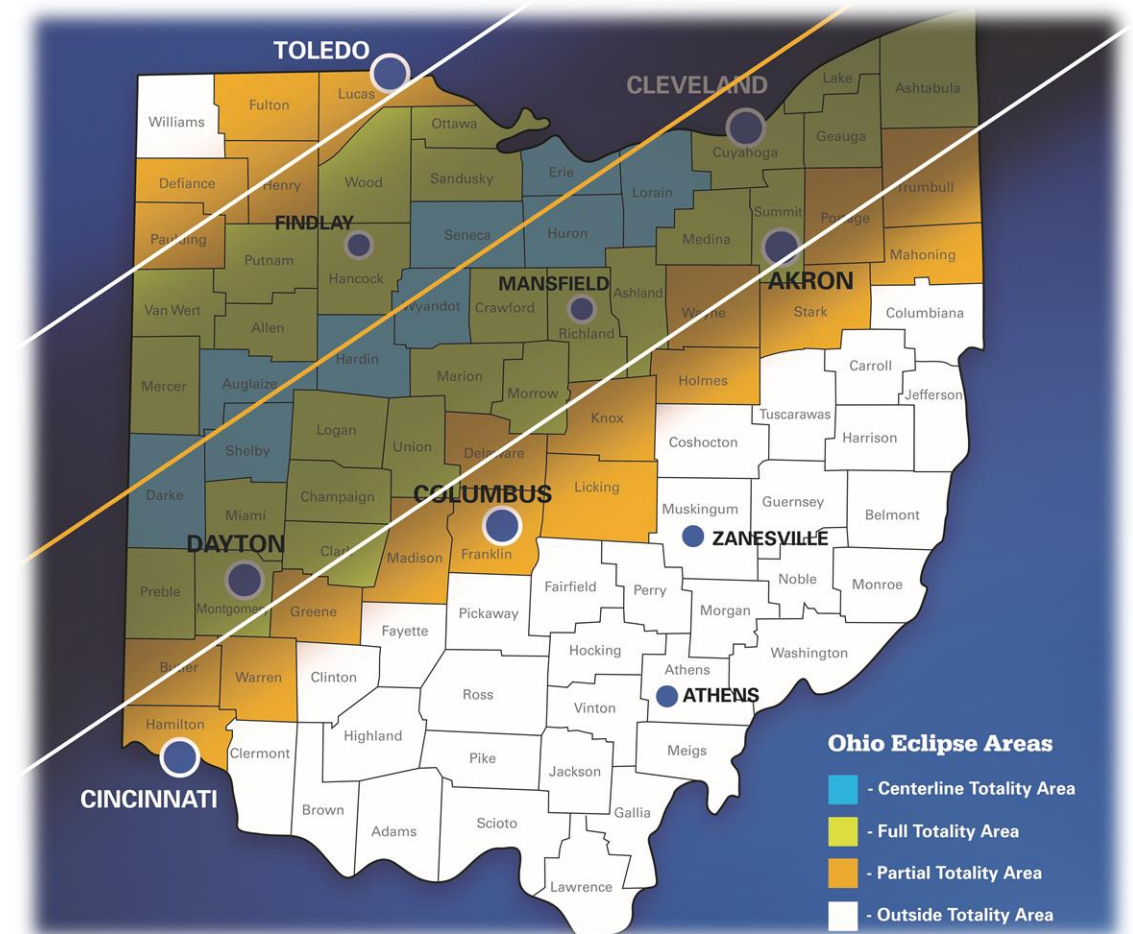 TOLEDO
CLEVELAND
Lake
Ashtabula
Williams
Fulton
Lucas
Ottawa
Geauga
Cuyahoga
Defiance
Henry
Wood
Sandusky
Erie
Lorain
Trumbull
Paulding
FINDLAY
Seneca
Huron
Medina
Summit
Portage
Mahoning
Putnam
Hancock
MANSFIELD
AKRON
Van Wert
Allen
Wyandot
Crawford
Richland
Ashland
Wayne
Stark
Columbiana
Mercer
Auglaize
Hardin
Marion
Morrow
Holmes
Carroll
Jefferson
Logan
Union
Knox
Tuscarawas
Shelby
Delaware
Coshocton
Harrison
Darke
Champaign
COLUMBUS
Licking
Muskingum
Guernsey
Belmont
Miami
DAYTON
Clark
Madison
Franklin
ZANESVILLE
Preble
Montgomery
Greene
Fairfield
Perry
Noble
Monroe
Pickaway
Morgan
Fayette
Hocking
Washington
Butler
Warren
Clinton
Ross
Athens
ATHENS
Hamilton
Vinton
Clermont
Highland
Pike
Jackson
Meigs
CINCINNATI
Brown
Adams
Scioto
Gallia
Lawrence
Ohio Eclipse Areas
- Centerline Totality Area
- Full Totality Area
- Partial Totality Area
- Outside Totality Area